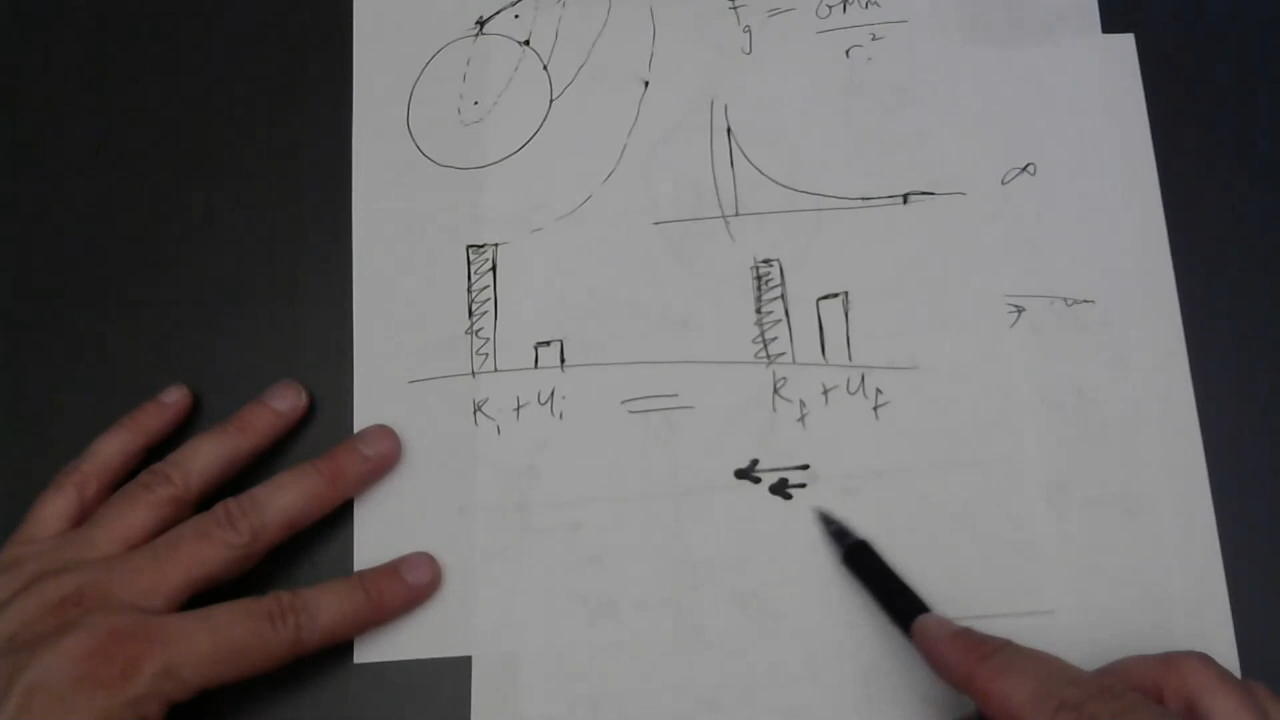 F_g = GMm / r²
∞
K_i + U_i = K_f + U_f